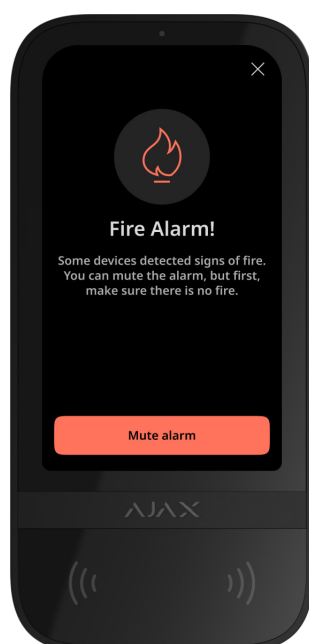 Fire Alarm!
Some devices detected signs of fire.
You can mute the alarm, but first,
make sure there is no fire.
Mute alarm
AJAX